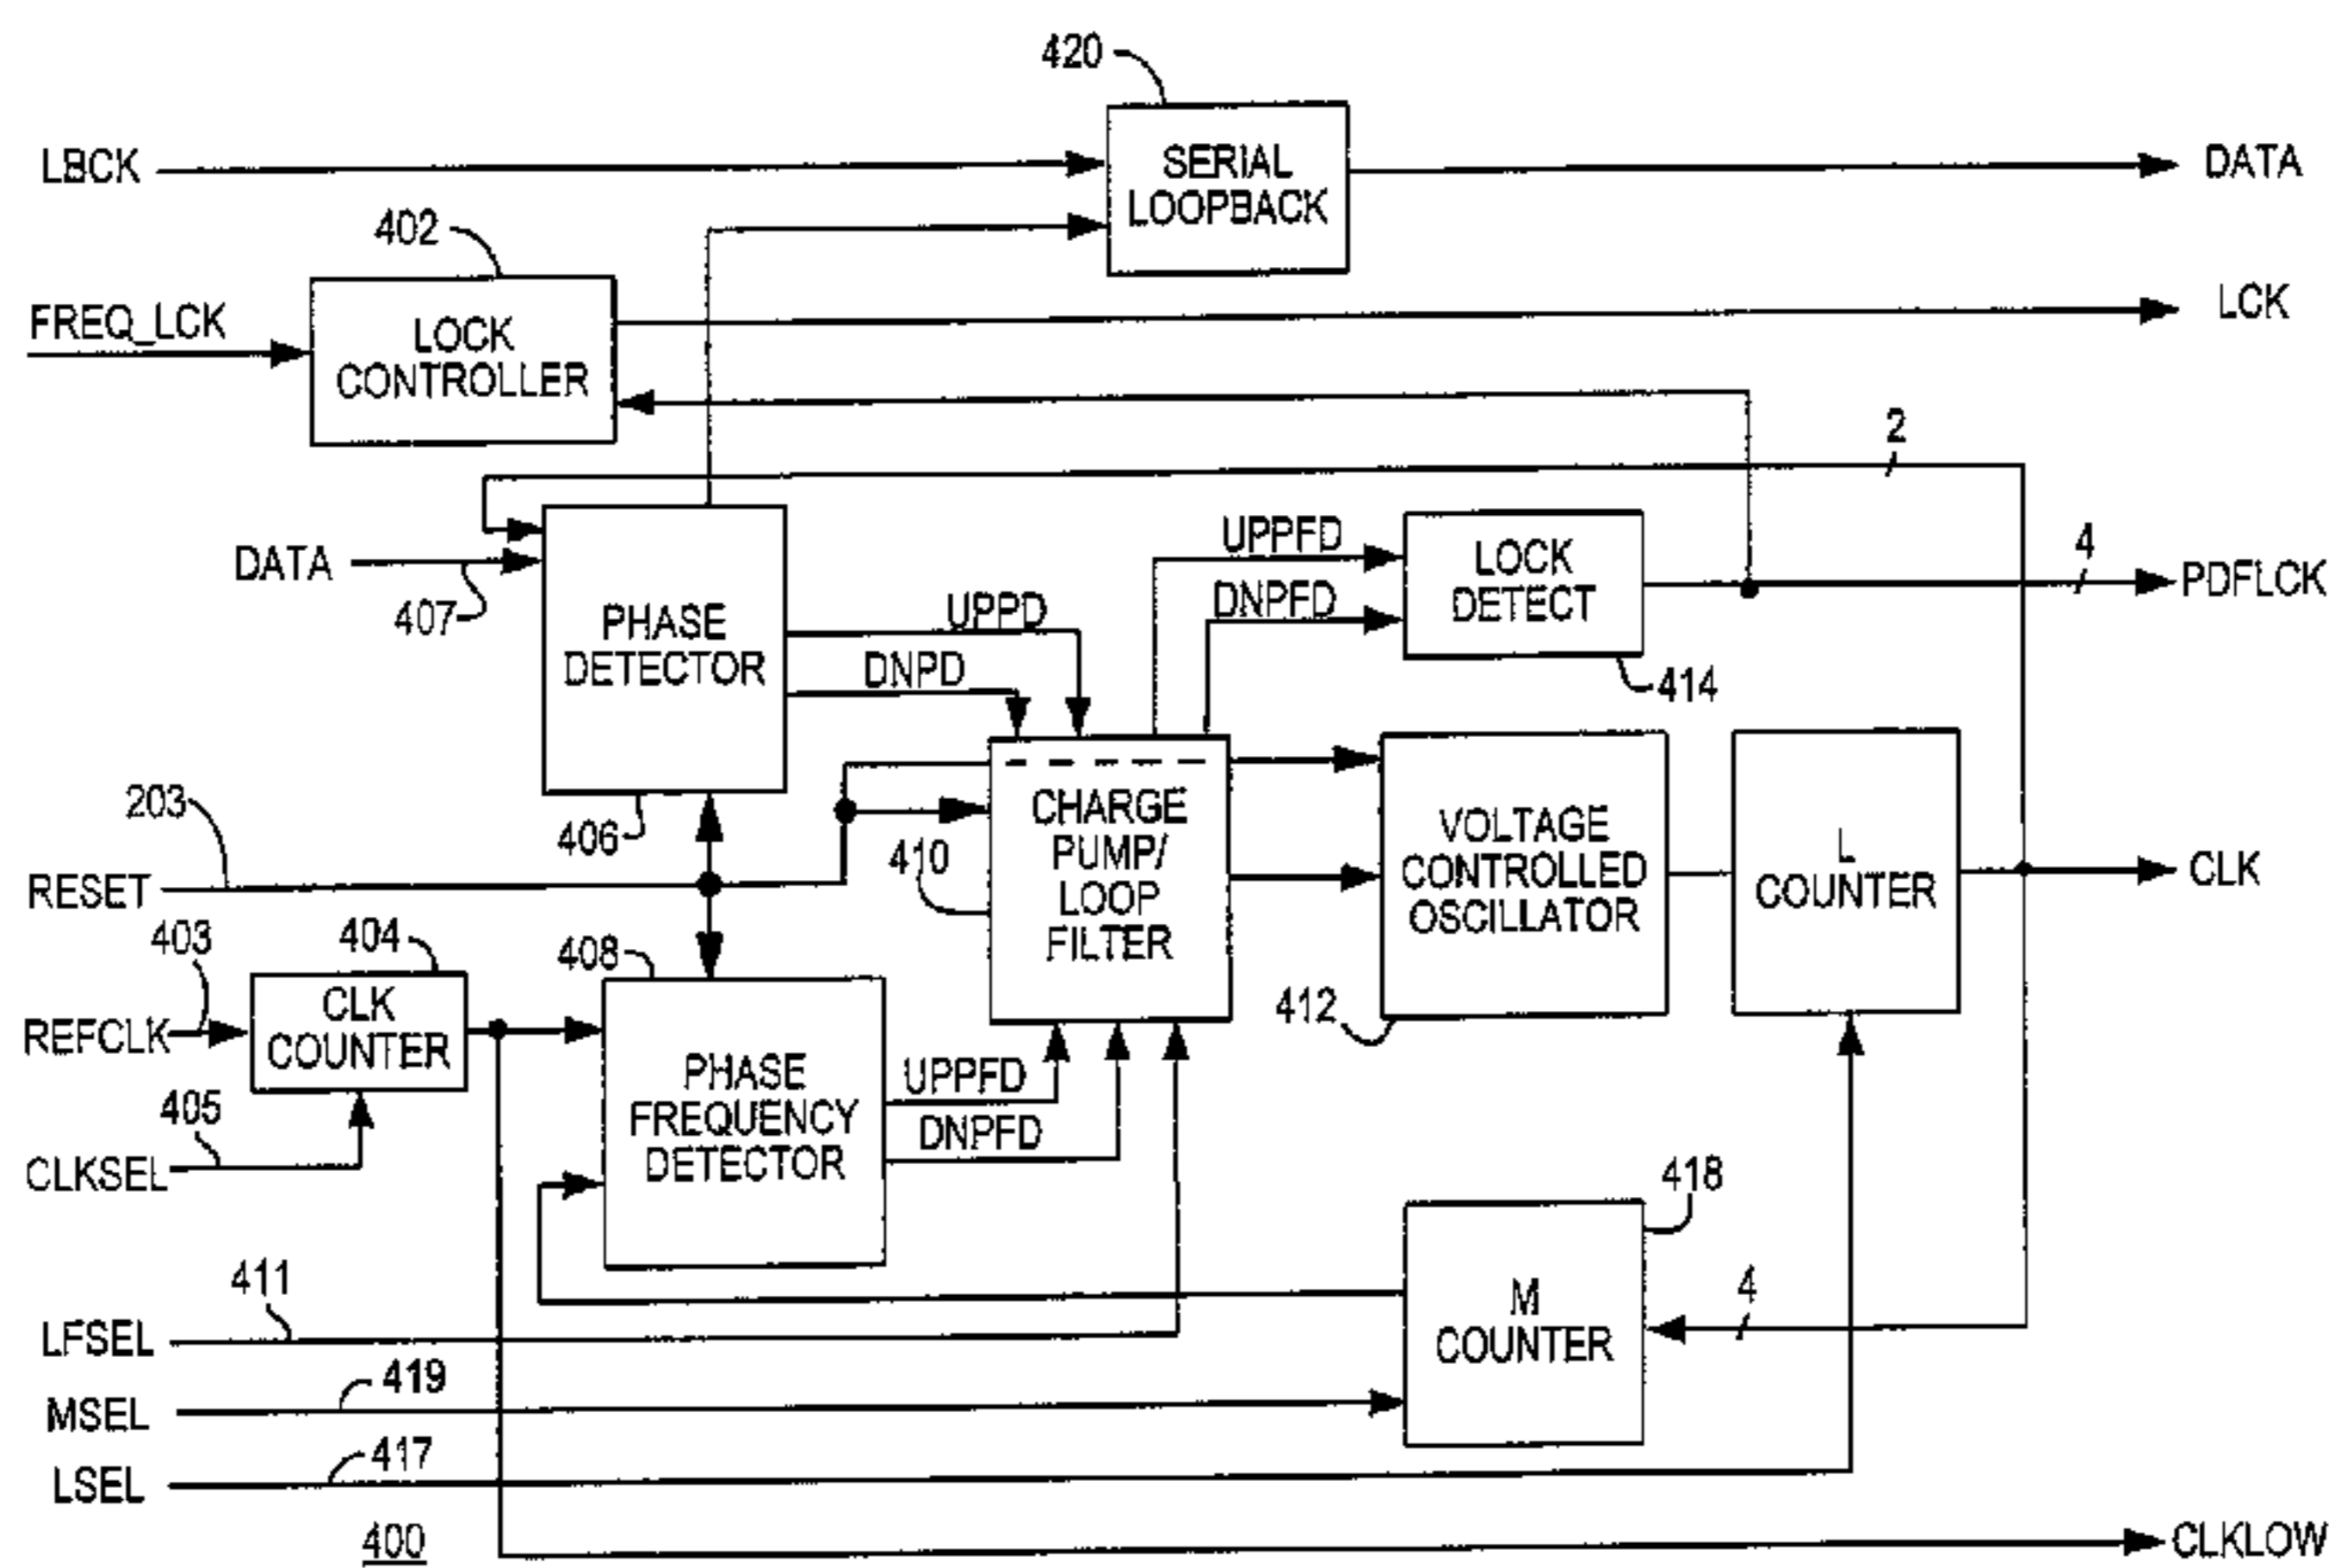 420
LBCK
SERIAL
LOOPBACK
DATA
402
FREQ_LCK
LOCK
CONTROLLER
LCK
2
DATA
407
PHASE
DETECTOR
UPPD
DNPD
UPPFD
DNPFD
LOCK
DETECT
4
PDFLCK
414
203
406
RESET
410
CHARGE
PUMP/
LOOP
FILTER
VOLTAGE
CONTROLLED
OSCILLATOR
412
L
COUNTER
CLK
403
404
408
REFCLK
CLK
COUNTER
405
CLKSEL
PHASE
FREQUENCY
DETECTOR
UPPFD
DNPFD
418
M
COUNTER
4
411
LFSEL
419
MSEL
417
LSEL
400
CLKLOW